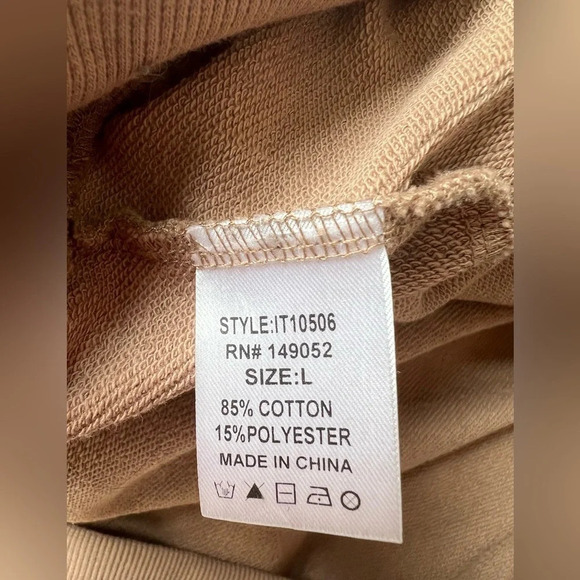 STYLE:IT10506
RN# 149052
SIZE:L
85% COTTON
15%POLYESTER
MADE IN CHINA